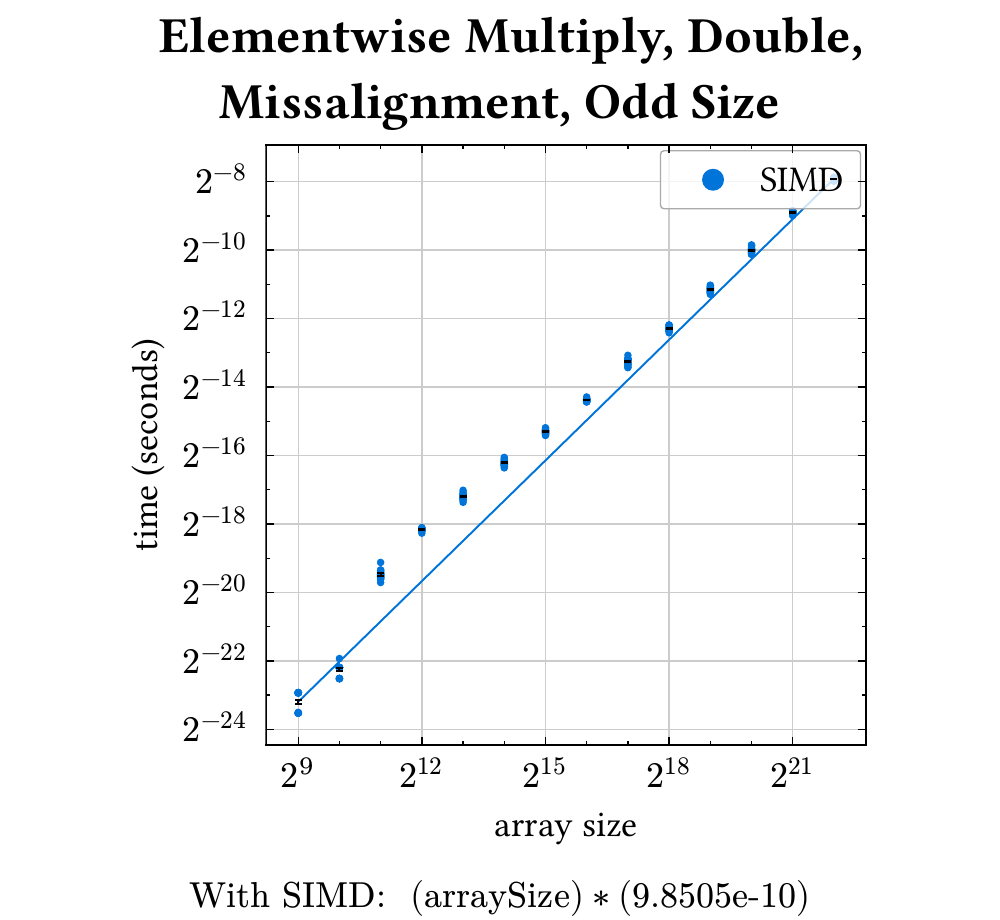 Elementwise Multiply, Double,
Missalignment, Odd Size
SIMD
2^−8
2^−10
2^−12
2^−14
2^−16
2^−18
2^−20
2^−22
2^−24
time (seconds)
2^9 2^12 2^15 2^18 2^21
array size
With SIMD: (arraySize) ∗ (9.8505e-10)